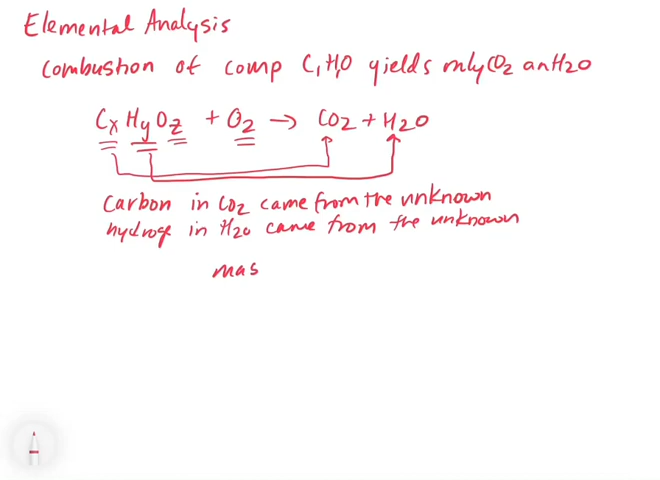 Elemental Analysis
Combustion of comp C,H,O yields only CO2 an H2O
CxHyOz + O2 → CO2 + H2O
Carbon in CO2 came from the unknown
hydroge in H2O came from the unknown
mas